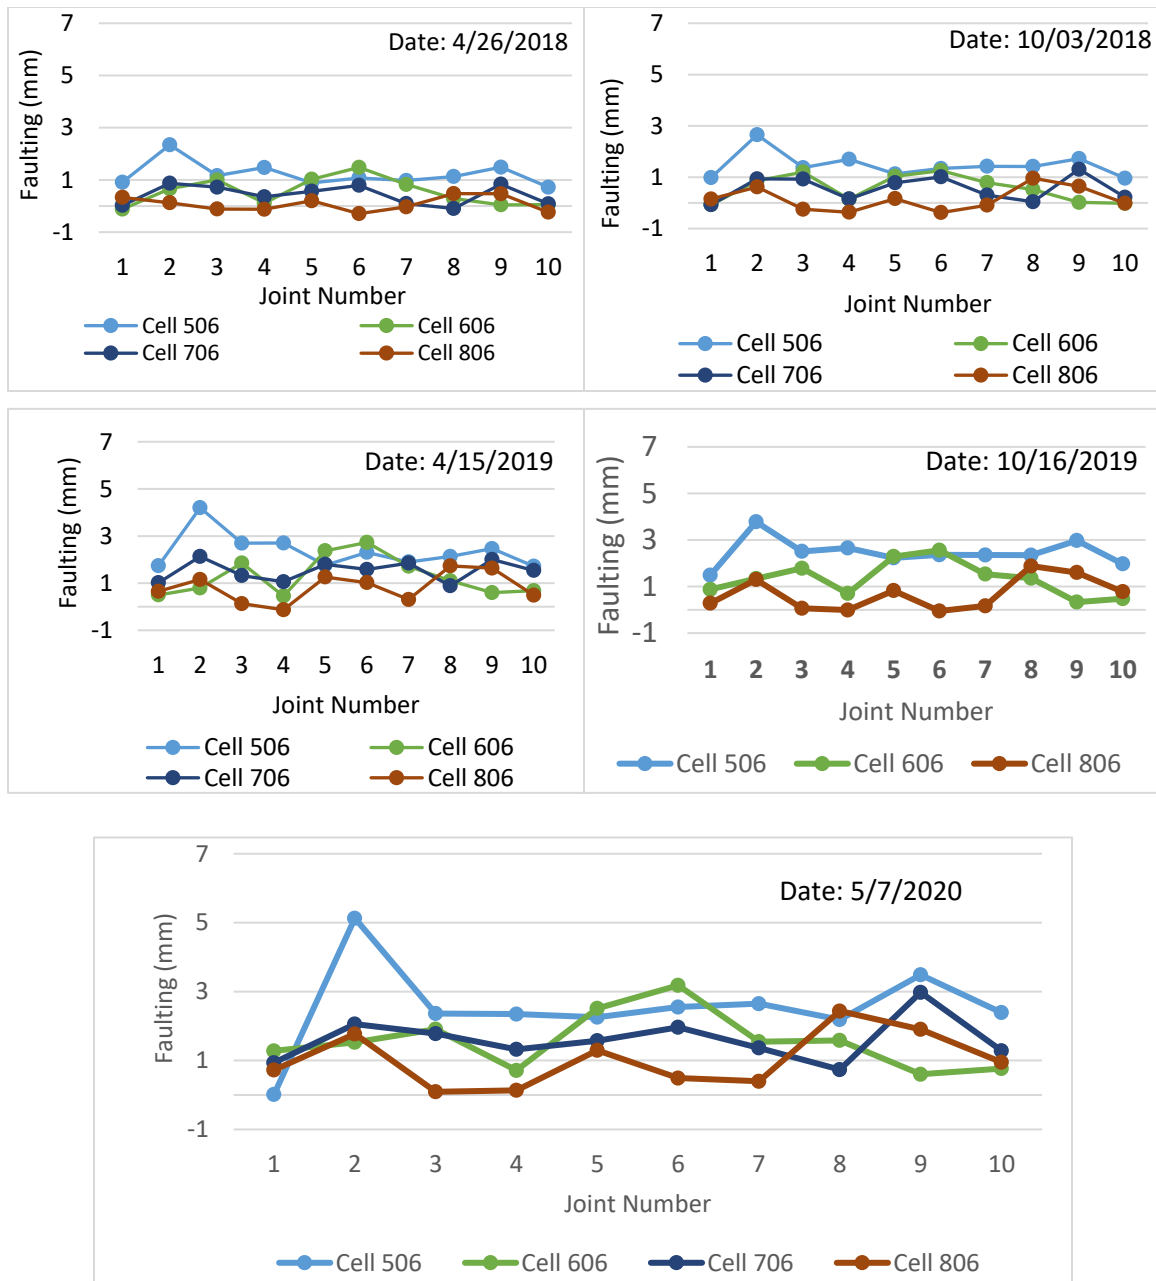 Date: 4/26/2018
7
5
3
1
-1
Faulting (mm)
1 2 3 4 5 6 7 8 9 10
Joint Number
Cell 506 Cell 606
Cell 706 Cell 806
Date: 10/03/2018
7
5
3
1
-1
Faulting (mm)
1 2 3 4 5 6 7 8 9 10
Joint Number
Cell 506 Cell 606
Cell 706 Cell 806
Date: 4/15/2019
7
5
3
1
-1
Faulting (mm)
1 2 3 4 5 6 7 8 9 10
Joint Number
Cell 506 Cell 606
Cell 706 Cell 806
Date: 10/16/2019
7
5
3
1
-1
Faulting (mm)
1 2 3 4 5 6 7 8 9 10
Joint Number
Cell 506 Cell 606 Cell 806
Date: 5/7/2020
7
5
3
1
-1
Faulting (mm)
1 2 3 4 5 6 7 8 9 10
Joint Number
Cell 506 Cell 606 Cell 706 Cell 806